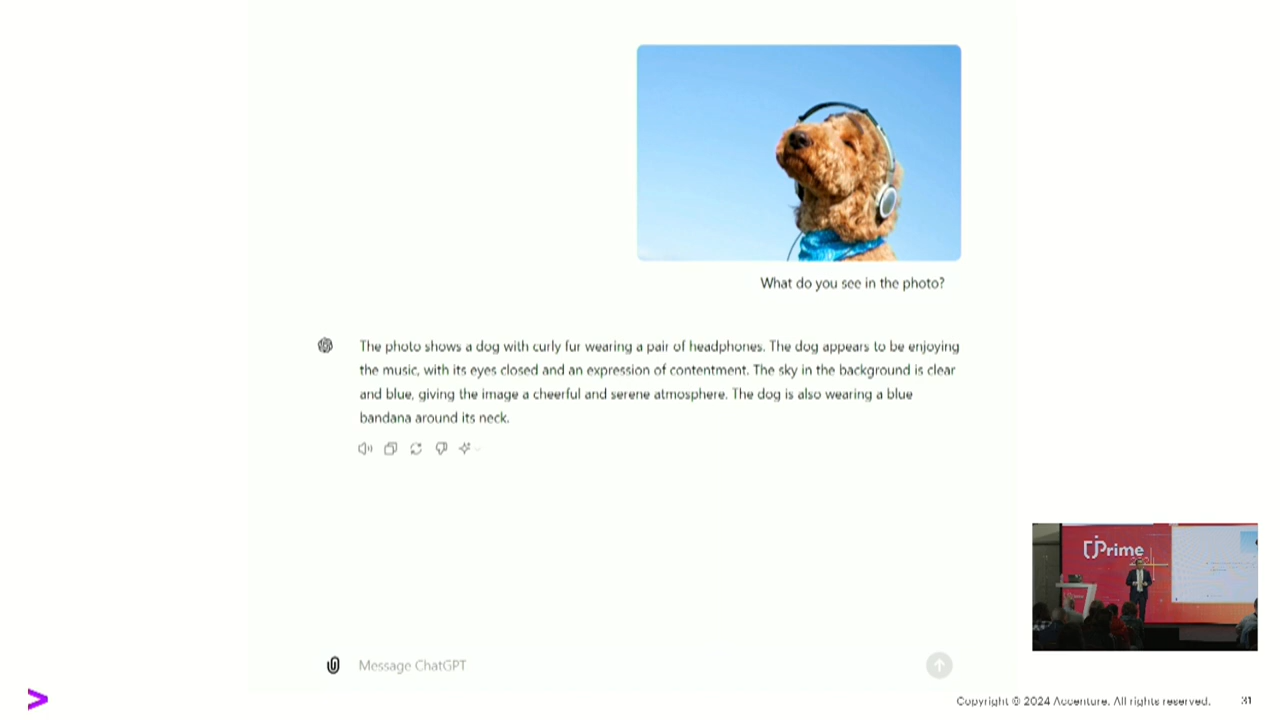 What do you see in the photo?
The photo shows a dog with curly fur wearing a pair of headphones. The dog appears to be enjoying
the music, with its eyes closed and an expression of contentment. The sky in the background is clear
and blue, giving the image a cheerful and serene atmosphere. The dog is also wearing a blue
bandana around its neck.
Message ChatGPT
jPrime
Copyright © 2024 Accenture. All rights reserved.
31